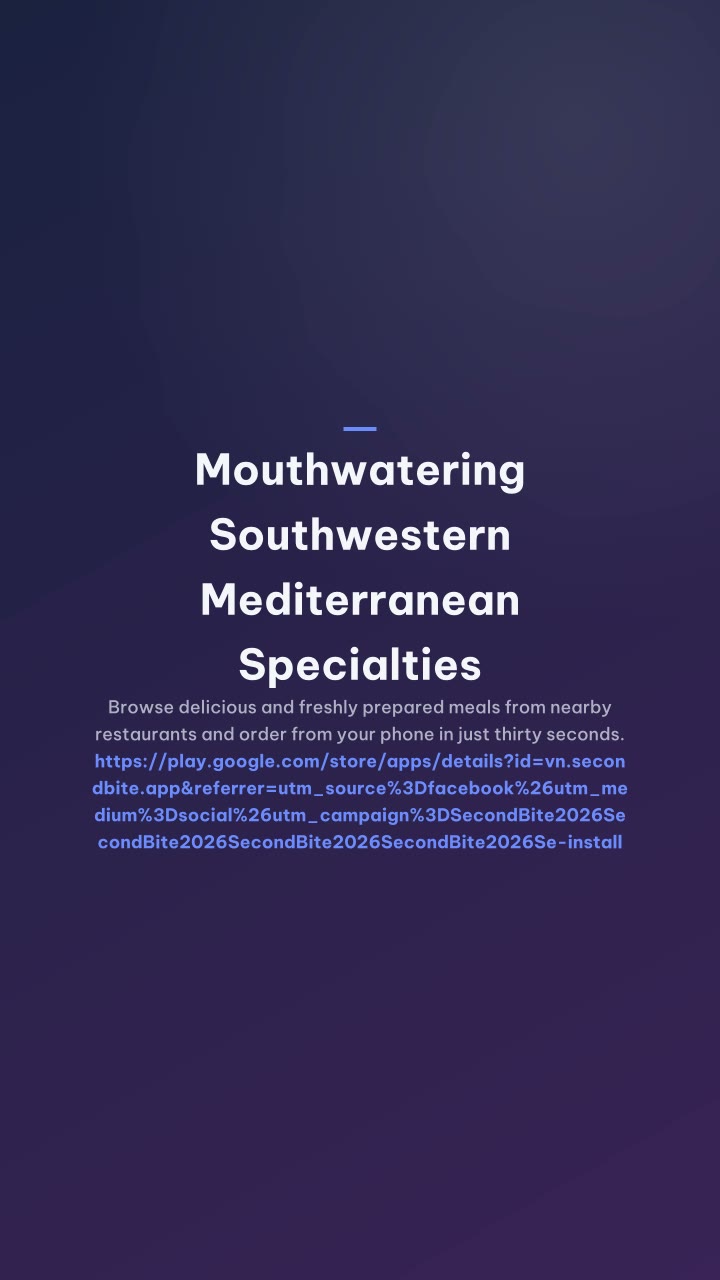 Mouthwatering
Southwestern
Mediterranean
Specialties
Browse delicious and freshly prepared meals from nearby
restaurants and order from your phone in just thirty seconds.
https://play.google.com/store/apps/details?id=vn.secon
dbite.app&referrer=utm_source%3Dfacebook%26utm_me
dium%3Dsocial%26utm_campaign%3DSecondBite2026Se
condBite2026SecondBite2026SecondBite2026Se-install